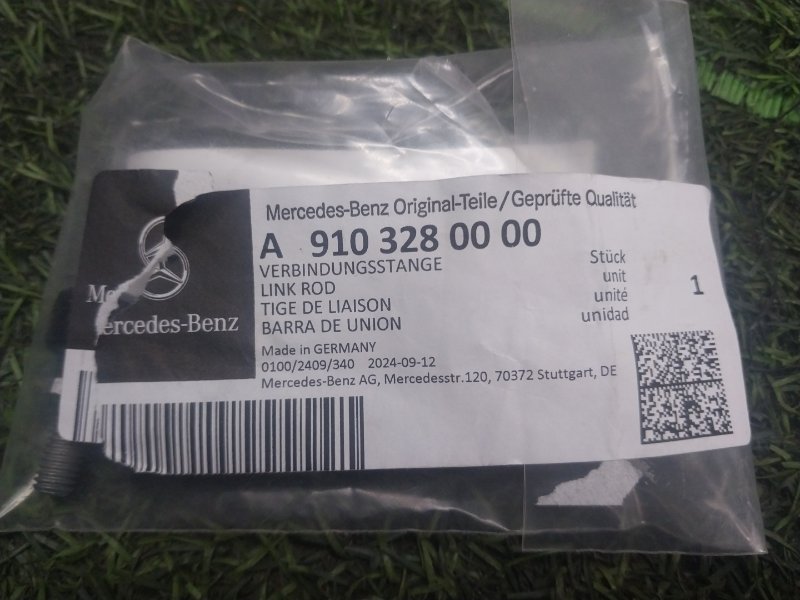 Mercedes-Benz Original-Teile/Geprüfte Qualität
A 910 328 00 00
VERBINDUNGSSTANGE
LINK ROD
TIGE DE LIAISON
BARRA DE UNION
Stück
unit
unité
unidad
1
Made in GERMANY
0100/2409/340 2024-09-12
Mercedes-Benz AG, Mercedesstr.120, 70372 Stuttgart, DE
Me
ercedes-Benz